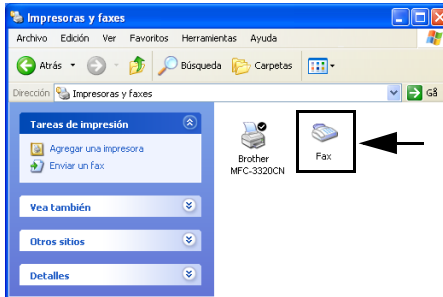 Impresoras y faxes
Archivo Edición Ver Favoritos Herramientas Ayuda
Atrás Búsqueda Carpetas
Dirección Impresoras y faxes Gå
Tareas de impresión
Agregar una impresora
Enviar un fax
Vea también
Otros sitios
Detalles
Brother
MFC-3320CN
Fax